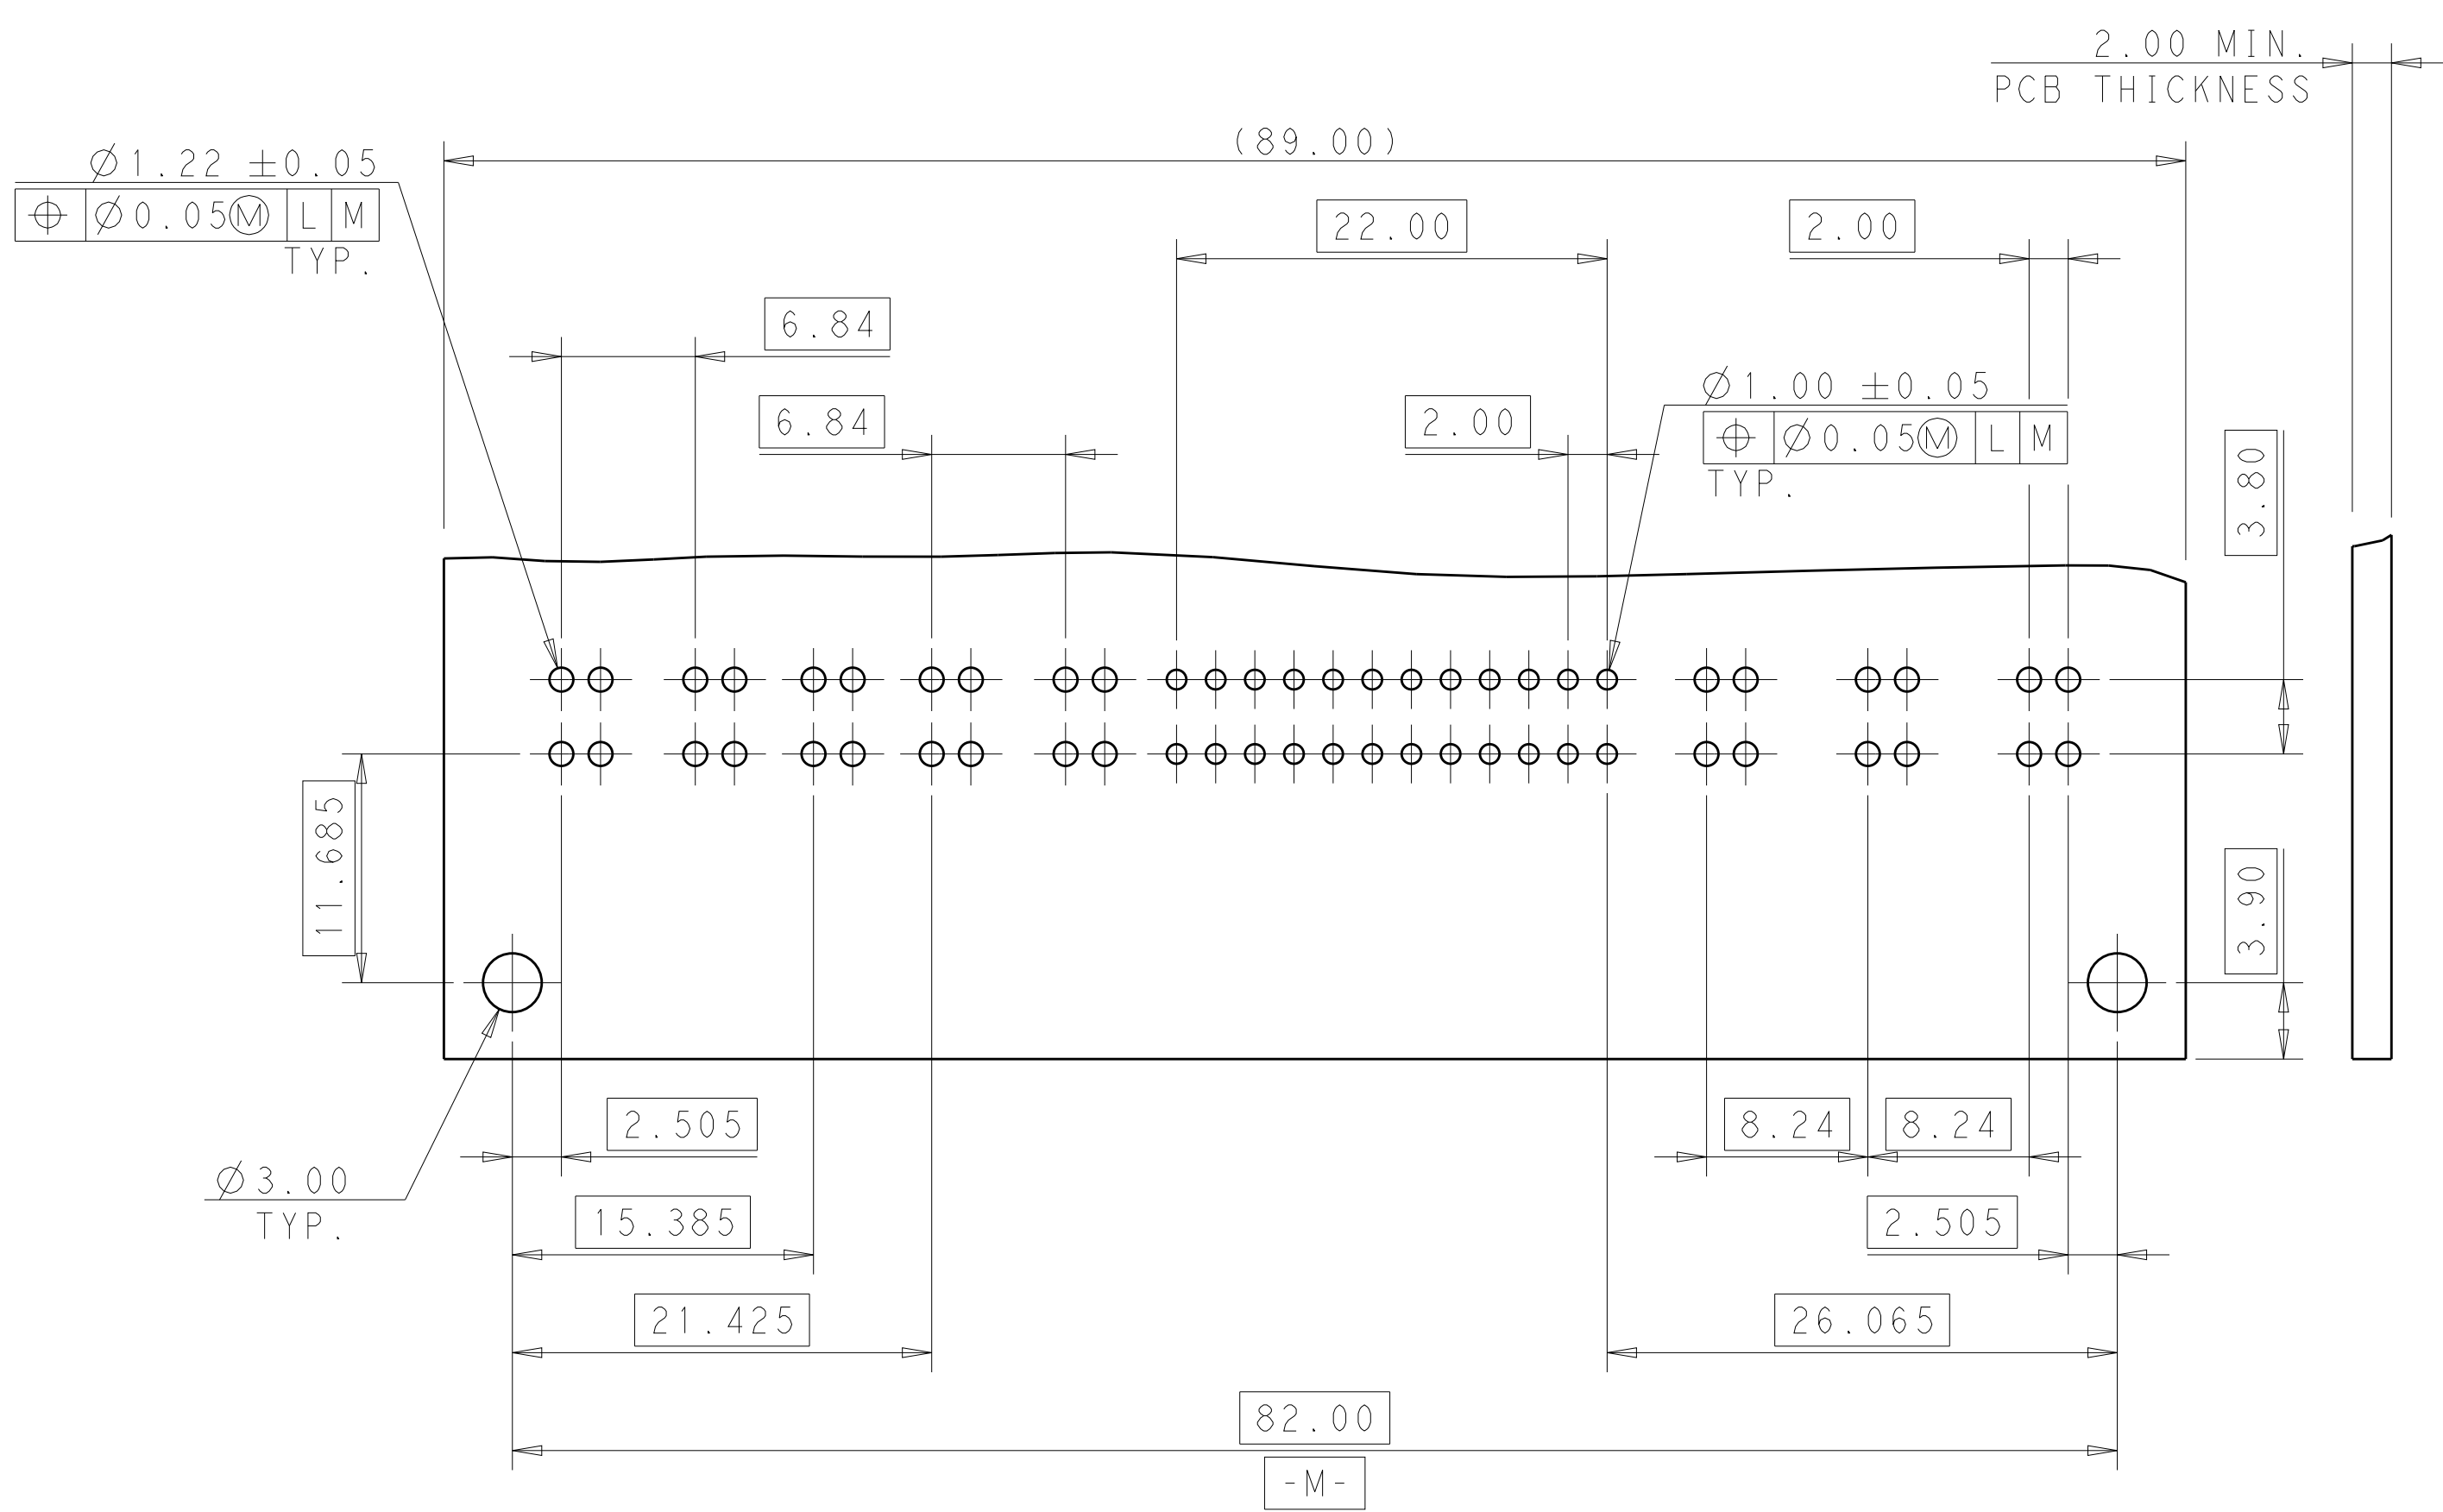 2.00 MIN.
PCB THICKNESS
(89.00)
Ø1.22 ±0.05
⌖ Ø0.05Ⓜ L M
TYP.
22.00
2.00
6.84
Ø1.00 ±0.05
6.84
2.00
⌖ Ø0.05Ⓜ L M
TYP.
3.80
11.685
3.90
2.505
8.24
8.24
Ø3.00
TYP.
15.385
2.505
21.425
26.065
82.00
-M-